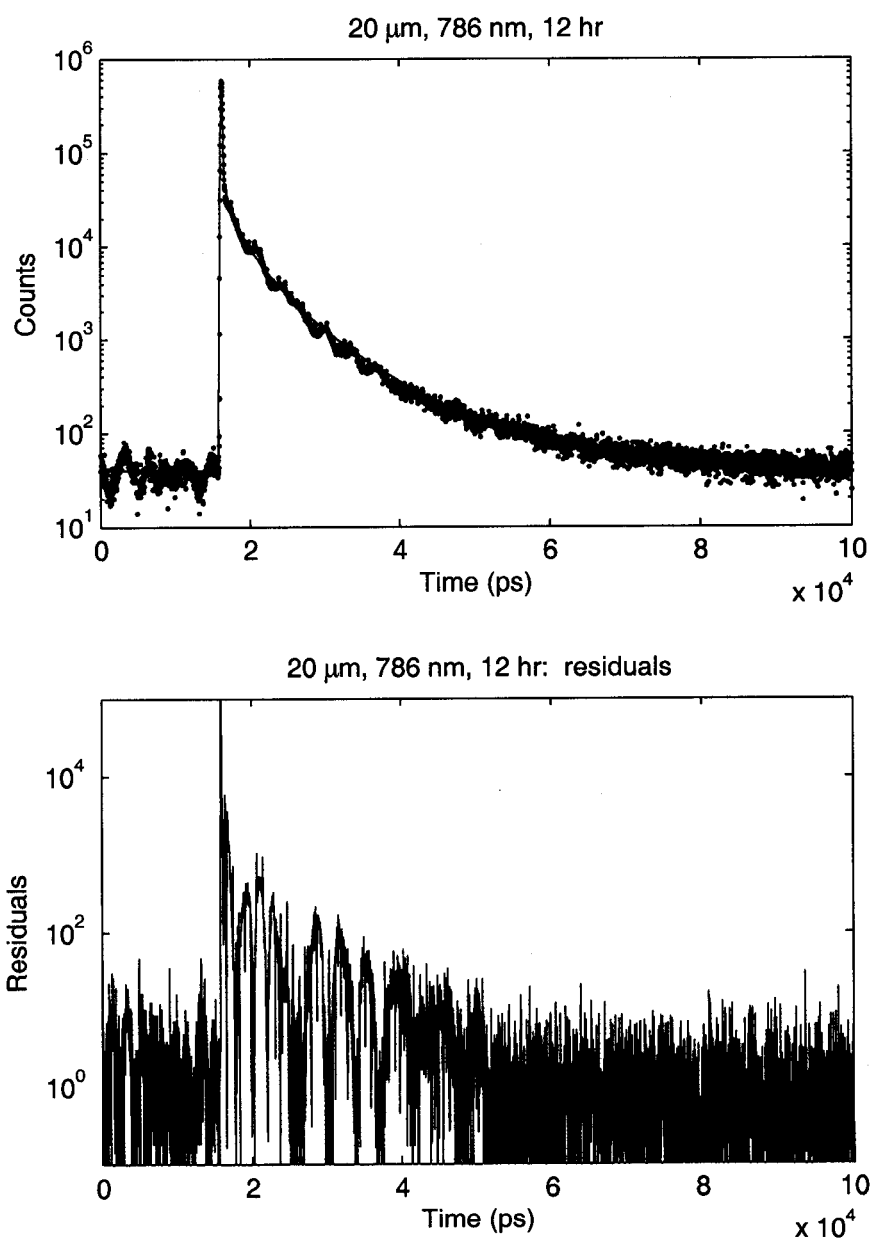 20 μm, 786 nm, 12 hr
10^6
10^5
10^4
10^3
10^2
10^1
Counts
0 2 4 6 8 10
Time (ps)
x 10^4
20 μm, 786 nm, 12 hr: residuals
10^4
10^2
10^0
Residuals
0 2 4 6 8 10
Time (ps)
x 10^4